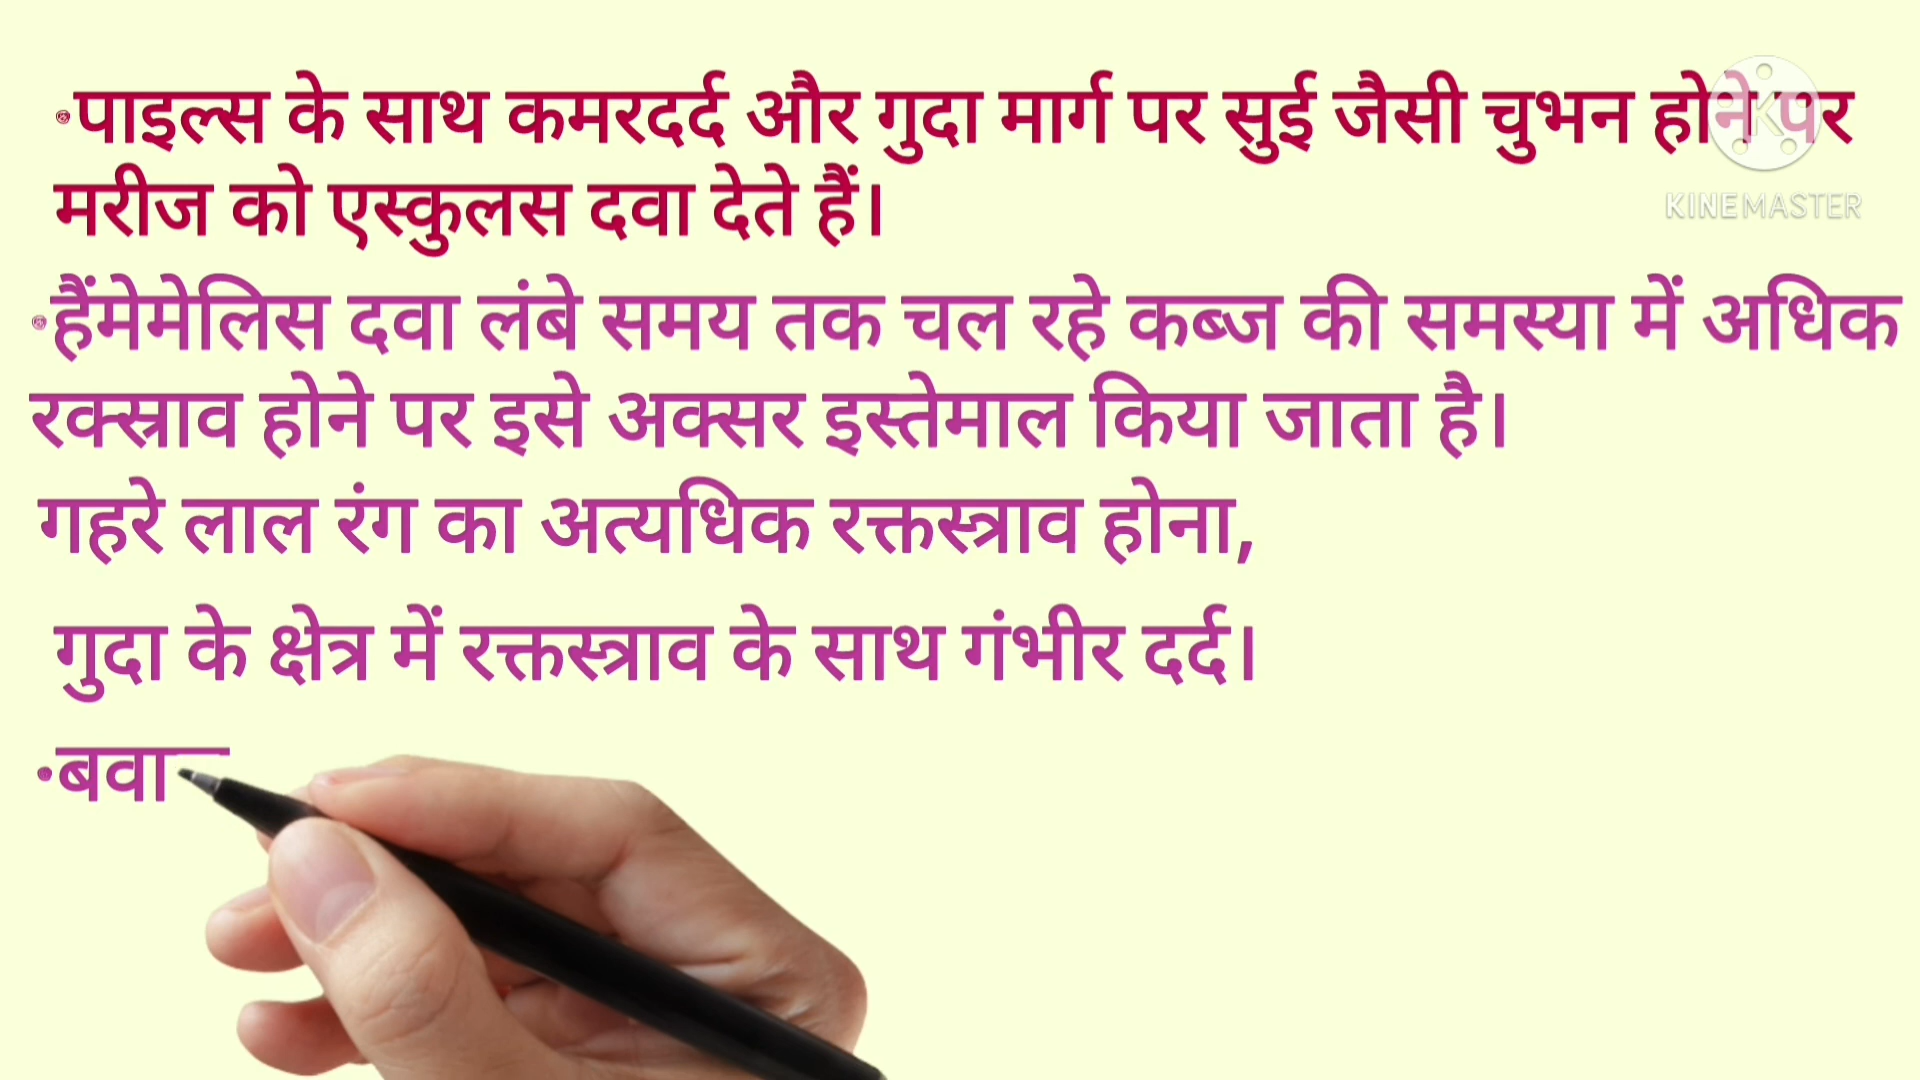 •पाइल्स के साथ कमरदर्द और गुदा मार्ग पर सुई जैसी चुभन होने पर
मरीज को एस्कुलस दवा देते हैं।
KINEMASTER
•हैंमेमेलिस दवा लंबे समय तक चल रहे कब्ज की समस्या में अधिक
रक्स्राव होने पर इसे अक्सर इस्तेमाल किया जाता है।
गहरे लाल रंग का अत्यधिक रक्तस्त्राव होना,
गुदा के क्षेत्र में रक्तस्त्राव के साथ गंभीर दर्द।
•बवा